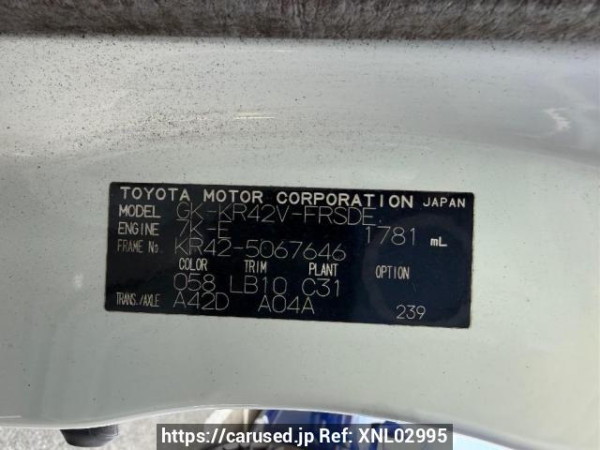 TOYOTA MOTOR CORPORATION JAPAN
MODEL GK-KR42V-FRSDE
ENGINE 7K-E 1781 mL
FRAME No. KR42-5067646
COLOR TRIM PLANT OPTION
058 LB10 C31
TRANS./AXLE A42D A04A 239
https://carused.jp Ref: XNL02995